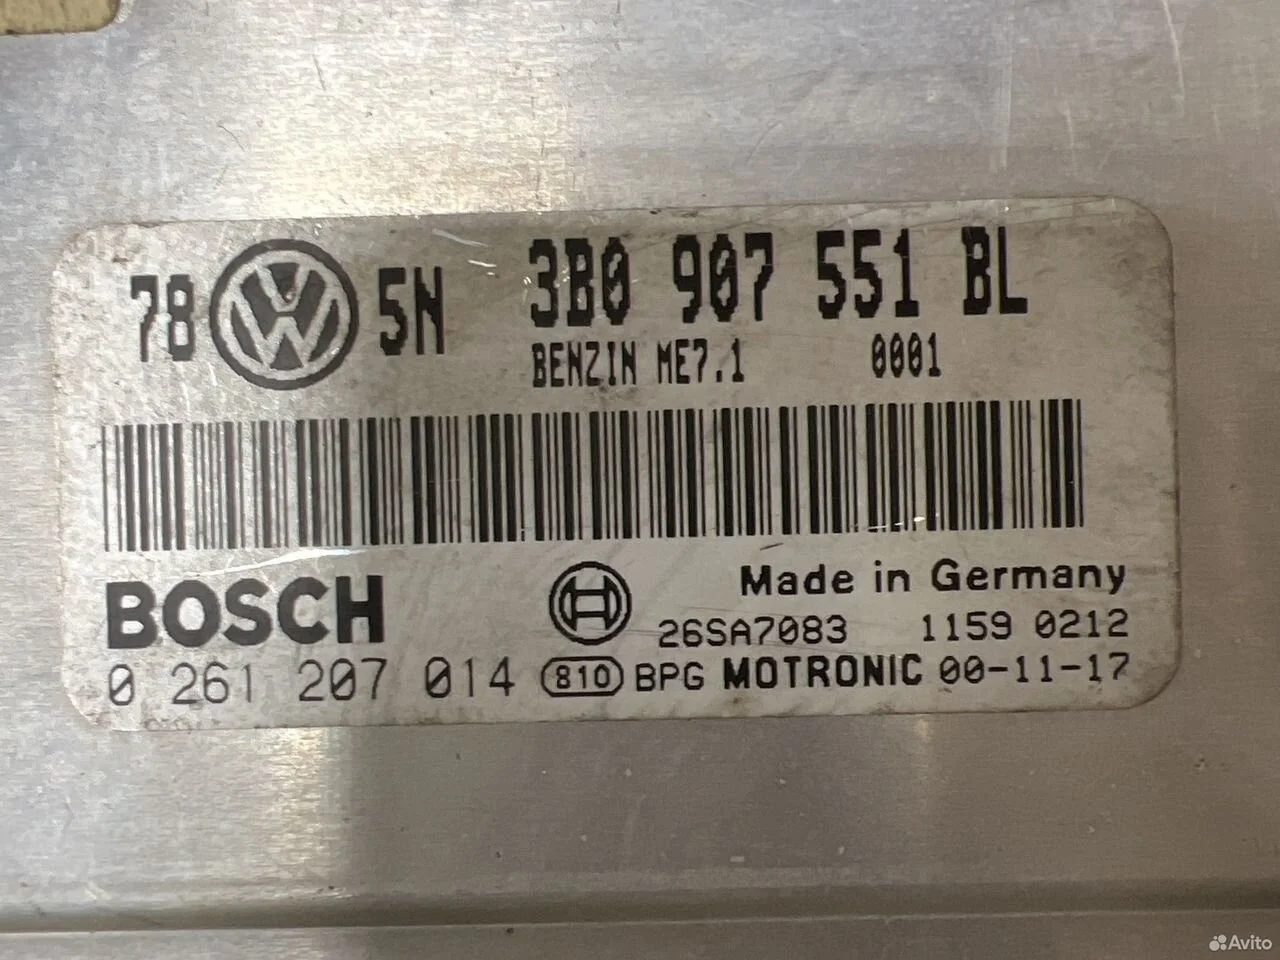 78 5N 3B0 907 551 BL
BENZIN ME7.1 0001
BOSCH Made in Germany
26SA7083 1159 0212
0 261 207 014 810 BPG MOTRONIC 00-11-17
Avito